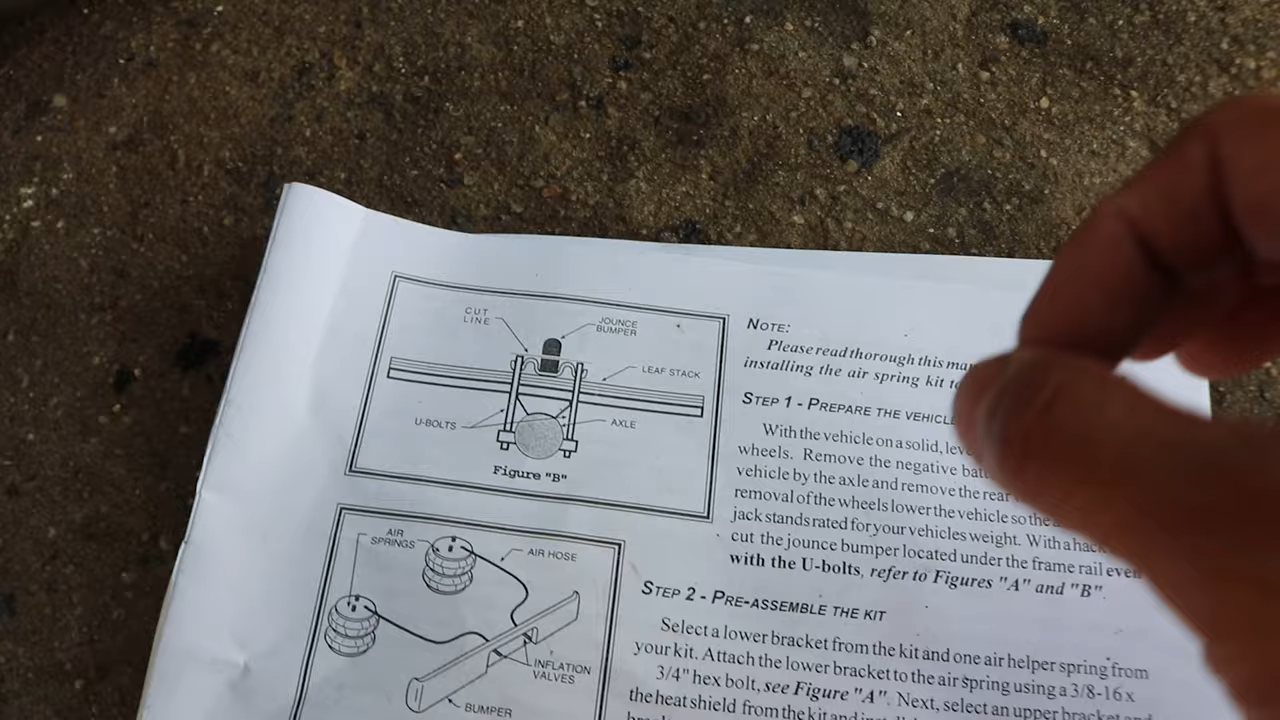 CUT
LINE
JOUNCE
BUMPER
LEAF STACK
U-BOLTS
AXLE
Figure "B"
AIR
SPRINGS
AIR HOSE
INFLATION
VALVES
BUMPER
NOTE:
Please read thorough this
installing the air spring kit
STEP 1 - PREPARE THE VEHICLE
With the vehicle on a solid,
wheels. Remove the negative
vehicle by the axle and remove the rear
removal of the wheels lower the vehicle so the
jack stands rated for your vehicles weight. With a
cut the jounce bumper located under the frame rail even
with the U-bolts, refer to Figures "A" and "B".
STEP 2 - PRE-ASSEMBLE THE KIT
Select a lower bracket from the kit and one air helper spring from
your kit. Attach the lower bracket to the air spring using a 3/8-16 x
3/4" hex bolt, see Figure "A". Next, select an upper bracket and
the heat shield from the kit and